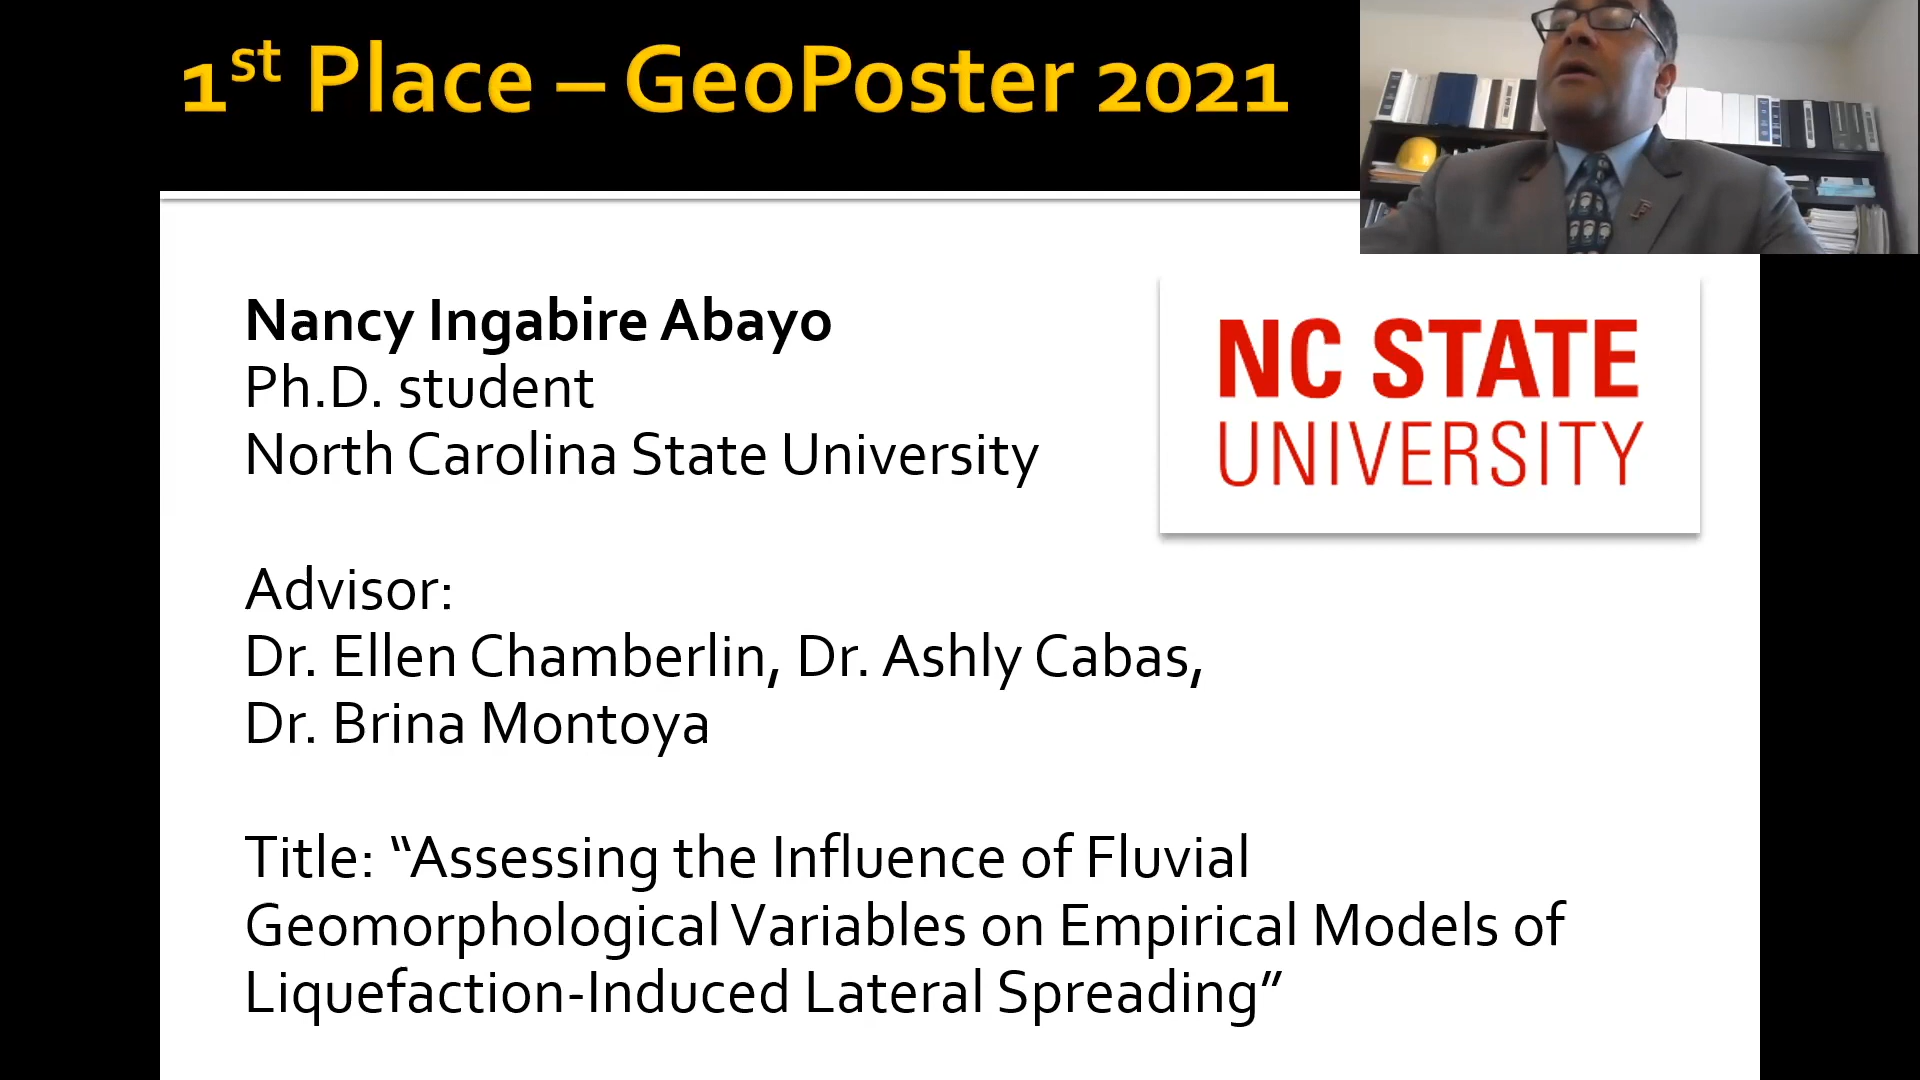 1st Place – GeoPoster 2021
Nancy Ingabire Abayo
Ph.D. student
North Carolina State University
NC STATE
UNIVERSITY
Advisor:
Dr. Ellen Chamberlin, Dr. Ashly Cabas,
Dr. Brina Montoya
Title: “Assessing the Influence of Fluvial
Geomorphological Variables on Empirical Models of
Liquefaction-Induced Lateral Spreading”